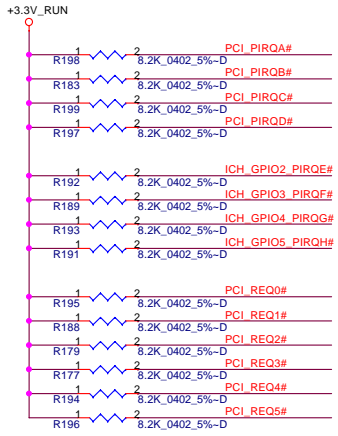 +3.3V_RUN
1 2 PCI_PIRQA#
R198 8.2K_0402_5%~D
1 2 PCI_PIRQB#
R183 8.2K_0402_5%~D
1 2 PCI_PIRQC#
R199 8.2K_0402_5%~D
1 2 PCI_PIRQD#
R197 8.2K_0402_5%~D
1 2 ICH_GPIO2_PIRQE#
R192 8.2K_0402_5%~D
1 2 ICH_GPIO3_PIRQF#
R189 8.2K_0402_5%~D
1 2 ICH_GPIO4_PIRQG#
R193 8.2K_0402_5%~D
1 2 ICH_GPIO5_PIRQH#
R191 8.2K_0402_5%~D
1 2 PCI_REQ0#
R195 8.2K_0402_5%~D
1 2 PCI_REQ1#
R188 8.2K_0402_5%~D
1 2 PCI_REQ2#
R179 8.2K_0402_5%~D
1 2 PCI_REQ3#
R177 8.2K_0402_5%~D
1 2 PCI_REQ4#
R194 8.2K_0402_5%~D
1 2 PCI_REQ5#
R196 8.2K_0402_5%~D